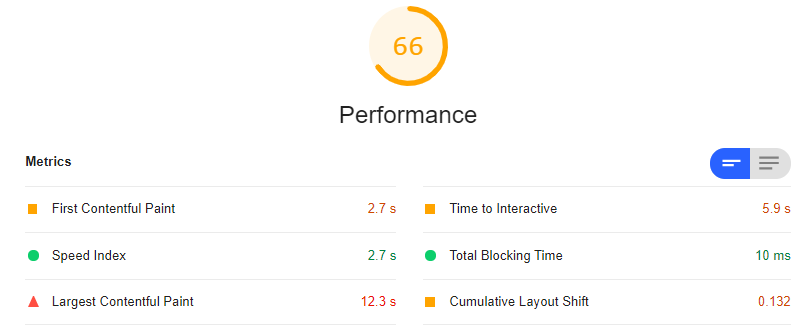 66
Performance
Metrics
First Contentful Paint 2.7 s
Time to Interactive 5.9 s
Speed Index 2.7 s
Total Blocking Time 10 ms
Largest Contentful Paint 12.3 s
Cumulative Layout Shift 0.132